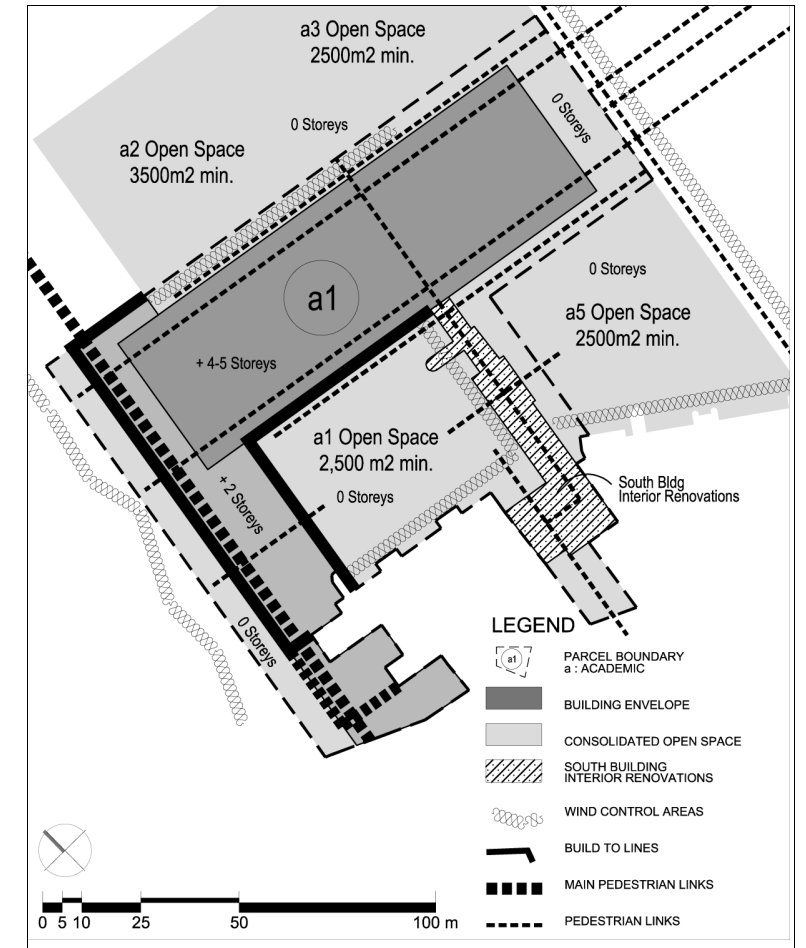 a3 Open Space
2500m2 min.
0 Storeys
0 Storeys
a2 Open Space
3500m2 min.
0 Storeys
a1
a5 Open Space
2500m2 min.
+ 4-5 Storeys
a1 Open Space
2,500 m2 min.
+ 2 Storeys
0 Storeys
South Bldg
Interior Renovations
0 Storeys
LEGEND
a1
PARCEL BOUNDARY
a : ACADEMIC
BUILDING ENVELOPE
CONSOLIDATED OPEN SPACE
SOUTH BUILDING
INTERIOR RENOVATIONS
WIND CONTROL AREAS
BUILD TO LINES
MAIN PEDESTRIAN LINKS
PEDESTRIAN LINKS
0 5 10 25 50 100 m